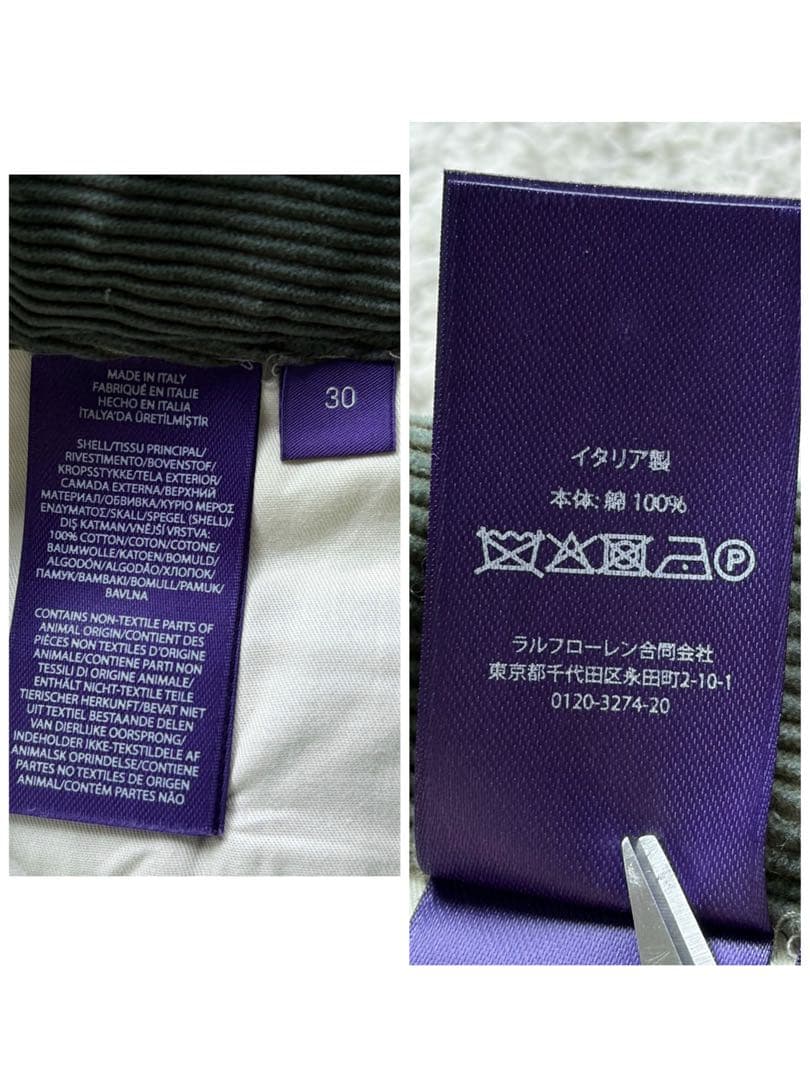 MADE IN ITALY
FABRIQUÉ EN ITALIE
HECHO EN ITALIA
İTALYA'DA ÜRETİLMİŞTİR
SHELL/TISSU PRINCIPAL/
RIVESTIMENTO/BOVENSTOF/
KROPSSTYKKE/TELA EXTERIOR/
CAMADA EXTERNA/ВЕРХНИЙ
МАТЕРИАЛ/ОБВИВКА/ΚΥΡΙΟ ΜΕΡΟΣ
ΕΝΔΥΜΑΤΟΣ/SKALL/SPEGEL (SHELL)/
DIŞ KATMAN/VNĚJŠÍ VRSTVA:
100% COTTON/COTON/COTONE/
BAUMWOLLE/KATOEN/BOMULD/
ALGODÓN/ALGODÃO/ХЛОПОК/
ПАМУК/ΒΑΜΒΑΚΙ/BOMULL/PAMUK/
BAVLNA
CONTAINS NON-TEXTILE PARTS OF
ANIMAL ORIGIN/CONTIENT DES
PIÈCES NON TEXTILES D'ORIGINE
ANIMALE/CONTIENE PARTI NON
TESSILI DI ORIGINE ANIMALE/
ENTHÄLT NICHT-TEXTILE TEILE
TIERISCHER HERKUNFT/BEVAT NIET
UIT TEXTIEL BESTAANDE DELEN
VAN DIERLIJKE OORSPRONG/
INDEHOLDER IKKE-TEKSTILDELE AF
ANIMALSK OPRINDELSE/CONTIENE
PARTES NO TEXTILES DE ORIGEN
ANIMAL/CONTÉM PARTES NÃO
30
イタリア製
本体: 綿 100%
P
ラルフローレン合同会社
東京都千代田区永田町2-10-1
0120-3274-20